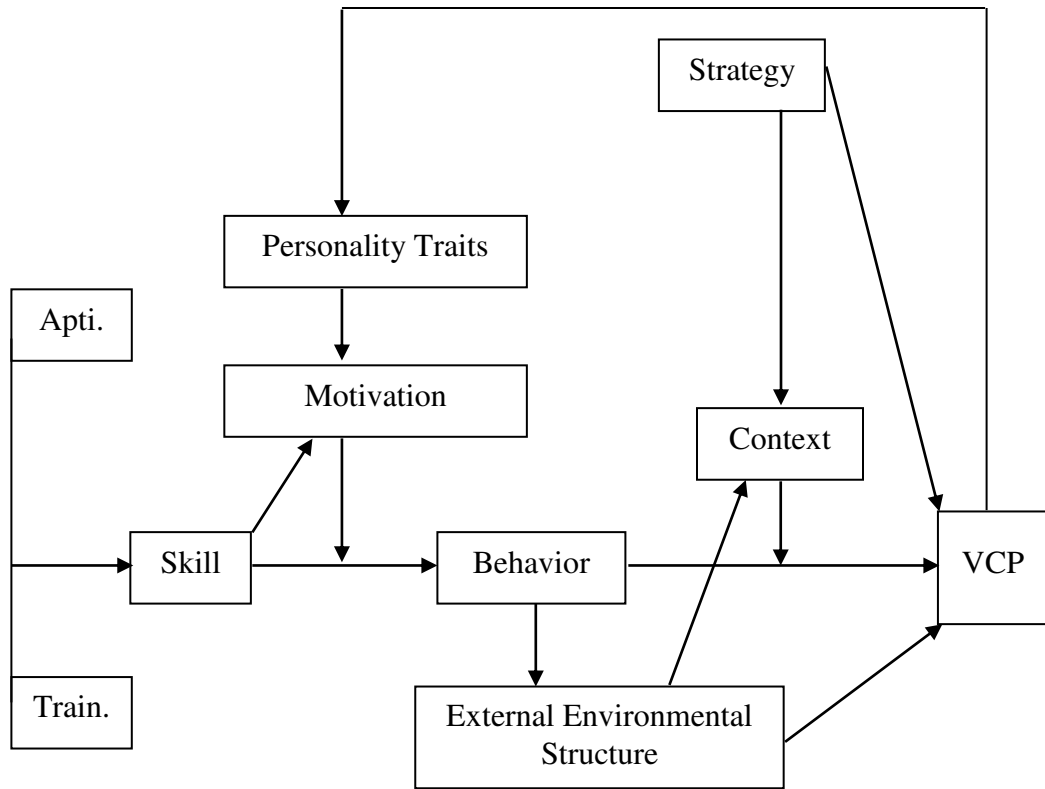 Strategy
Personality Traits
Apti.
Motivation
Context
Skill
Behavior
VCP
Train.
External Environmental
Structure